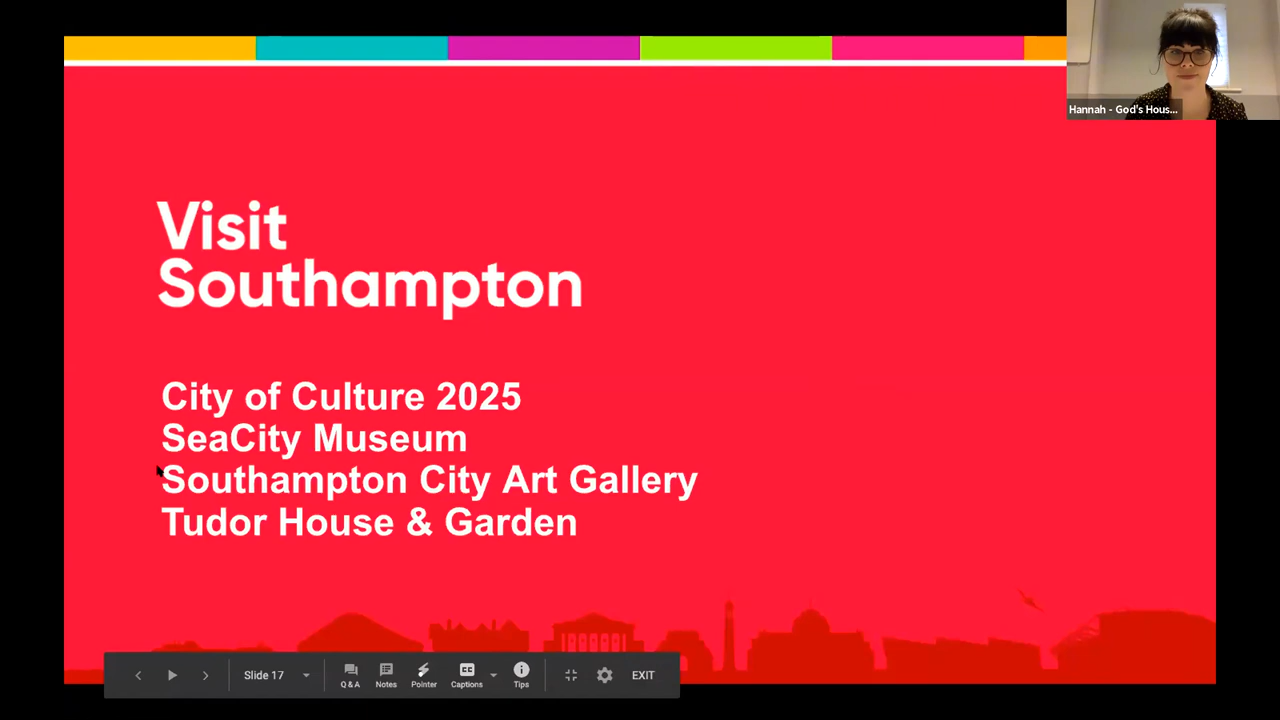 Hannah - God's Hous...
Visit
Southampton
City of Culture 2025
SeaCity Museum
Southampton City Art Gallery
Tudor House & Garden
Slide 17
Q & A
Notes
Pointer
CC
Captions
Tips
EXIT